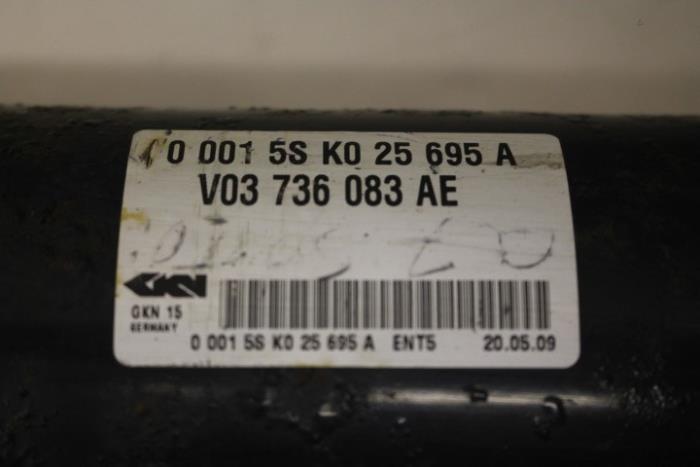 0 001 5S K0 25 695 A
V03 736 083 AE
GKN
GKN 15
GERMANY
0 001 5S K0 25 695 A ENT5 20.05.09